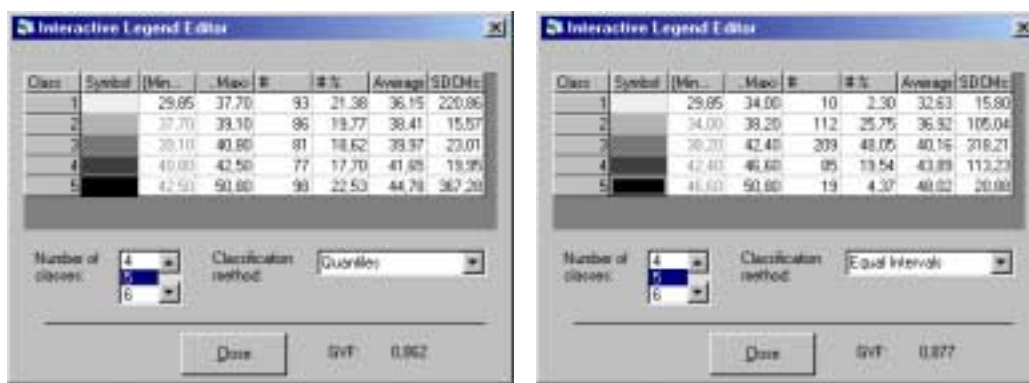 Interactive Legend Editor
Class Symbol [Min... ...Max] # # % Average SDCMc
1 29,85 37,70 93 21,38 36,15 220,86
2 37,70 39,10 86 19,77 38,41 15,57
3 39,10 40,80 81 18,62 39,97 23,01
4 40,80 42,50 77 17,70 41,69 19,95
5 42,50 50,80 98 22,53 44,78 367,28
Number of classes:
4
5
6
Classification method:
Quantiles
Close
GVF: 0,862
Interactive Legend Editor
Class Symbol [Min... ...Max] # # % Average SDCMc
1 29,85 34,00 10 2,30 32,63 15,80
2 34,00 38,20 112 25,75 36,92 105,04
3 38,20 42,40 209 48,05 40,16 318,21
4 42,40 46,60 85 19,54 43,89 113,23
5 46,60 50,80 19 4,37 48,02
Number of classes:
4
5
6
Classification method:
Equal Intervals
Close
GVF: 0,877